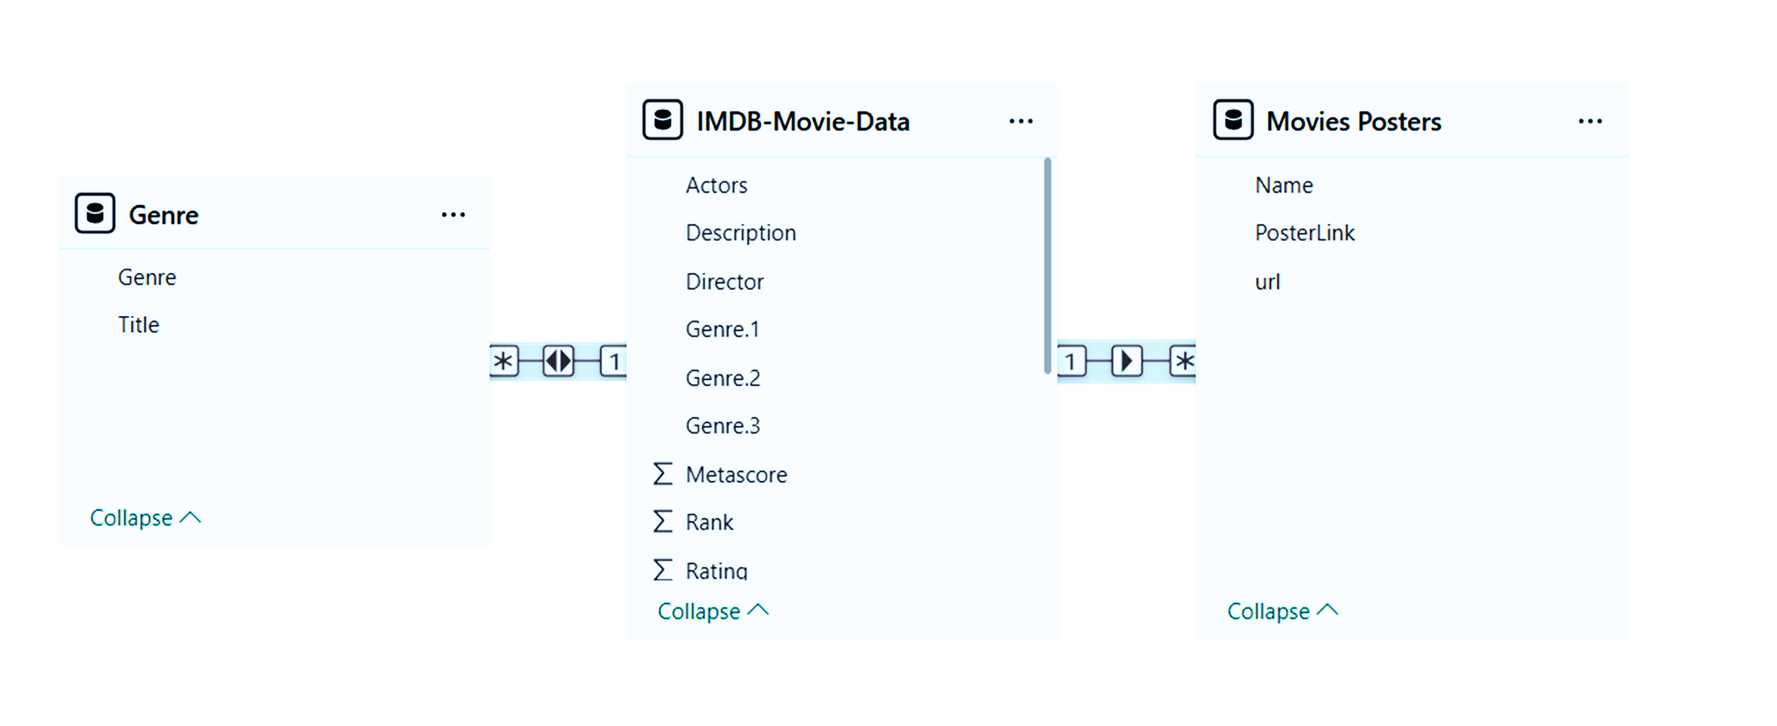 Genre
Genre
Title
Collapse
* 1
IMDB-Movie-Data
Actors
Description
Director
Genre.1
Genre.2
Genre.3
Σ Metascore
Σ Rank
Σ Rating
Collapse
1 *
Movies Posters
Name
PosterLink
url
Collapse